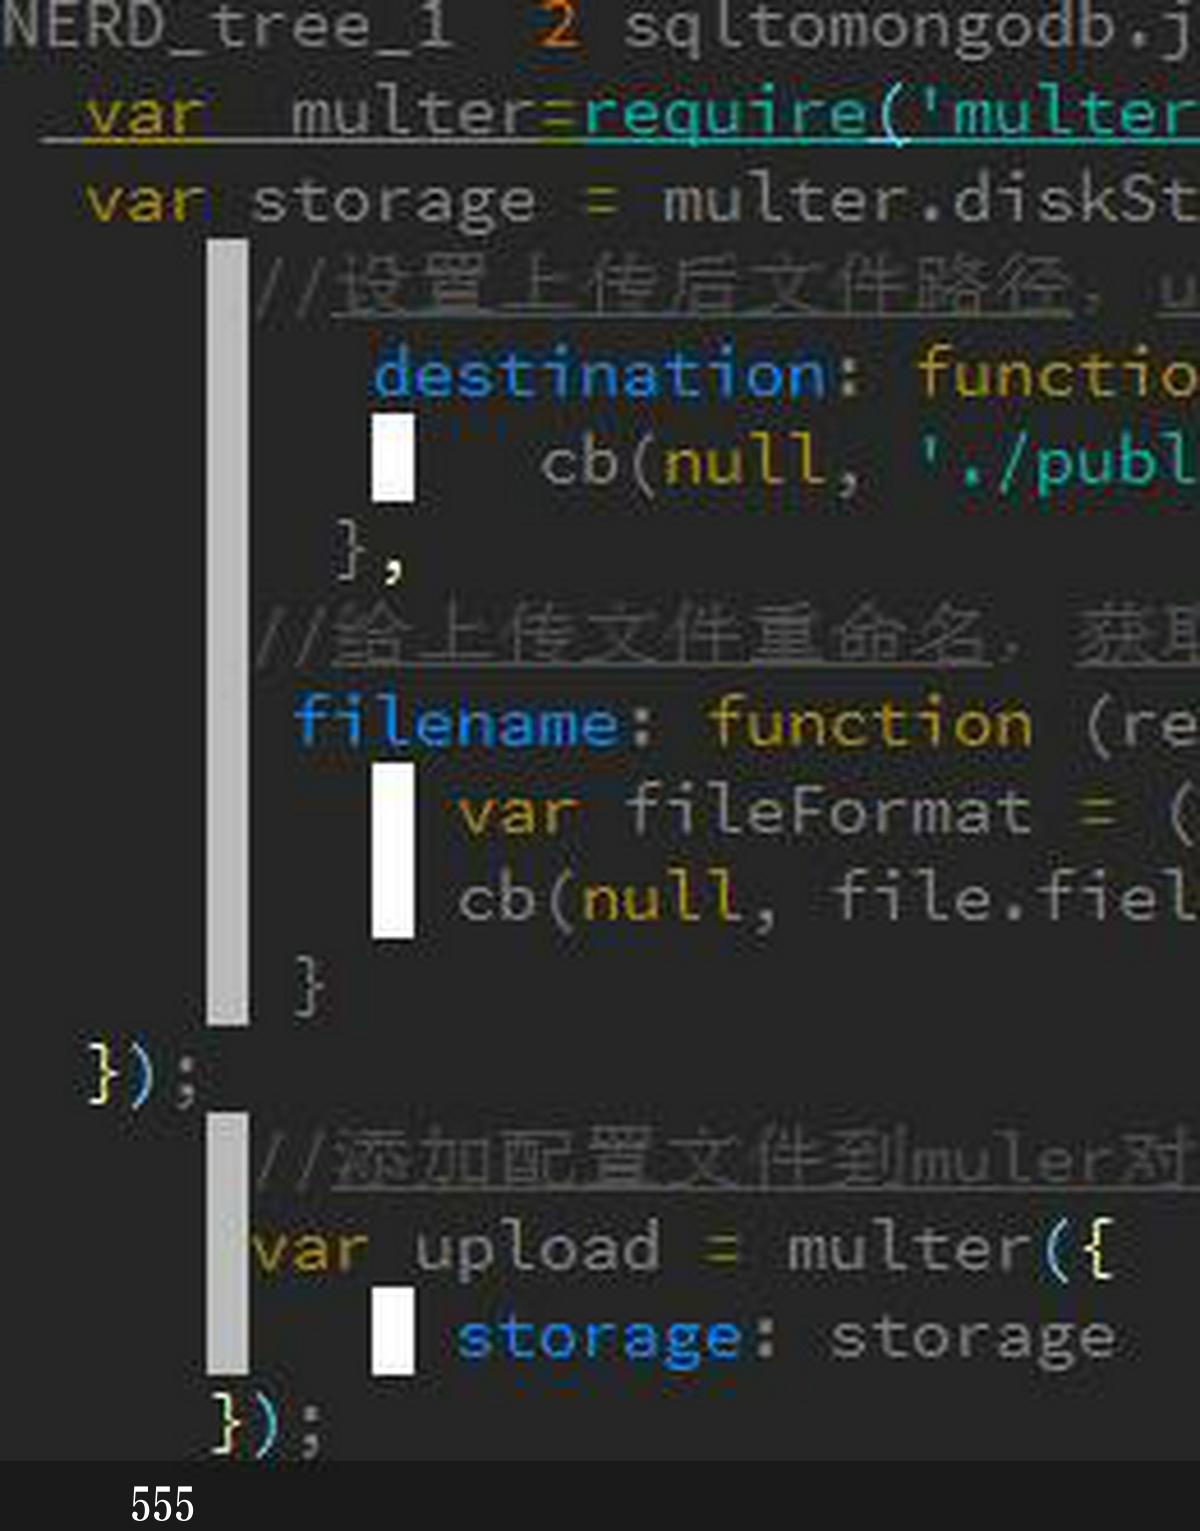 NERD_tree_1  2 sqltomongodb.j
var  multer=require('multer
var storage = multer.diskSt
//设置上传后文件路径, u
destination: functio
cb(null, './publ
},
//给上传文件重命名, 获取
filename: function (re
var fileFormat = (
cb(null, file.fiel
}
});
//添加配置文件到muler对
var upload = multer({
storage: storage
});
555